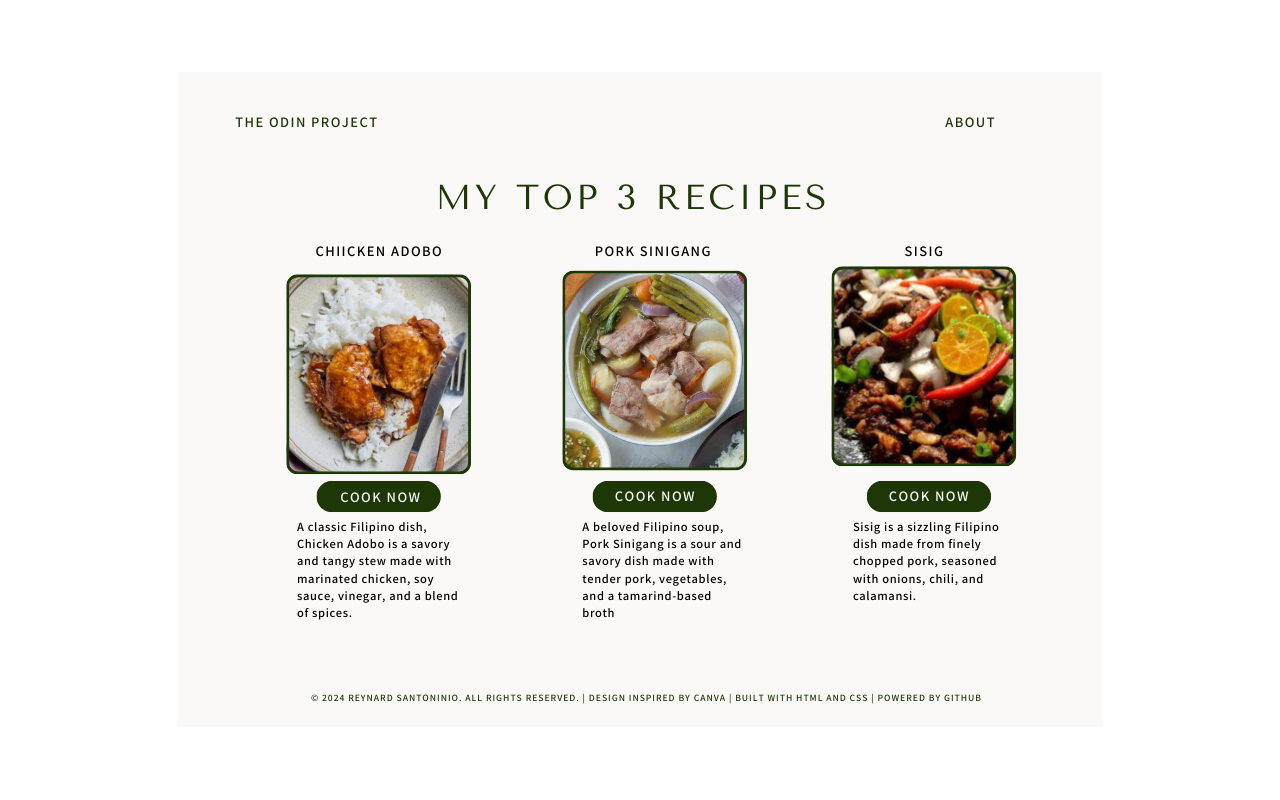 THE ODIN PROJECT
ABOUT
MY TOP 3 RECIPES
CHIICKEN ADOBO
PORK SINIGANG
SISIG
COOK NOW
COOK NOW
COOK NOW
A classic Filipino dish,
Chicken Adobo is a savory
and tangy stew made with
marinated chicken, soy
sauce, vinegar, and a blend
of spices.
A beloved Filipino soup,
Pork Sinigang is a sour and
savory dish made with
tender pork, vegetables,
and a tamarind-based
broth
Sisig is a sizzling Filipino
dish made from finely
chopped pork, seasoned
with onions, chili, and
calamansi.
© 2024 REYNARD SANTONINIO. ALL RIGHTS RESERVED. | DESIGN INSPIRED BY CANVA | BUILT WITH HTML AND CSS | POWERED BY GITHUB